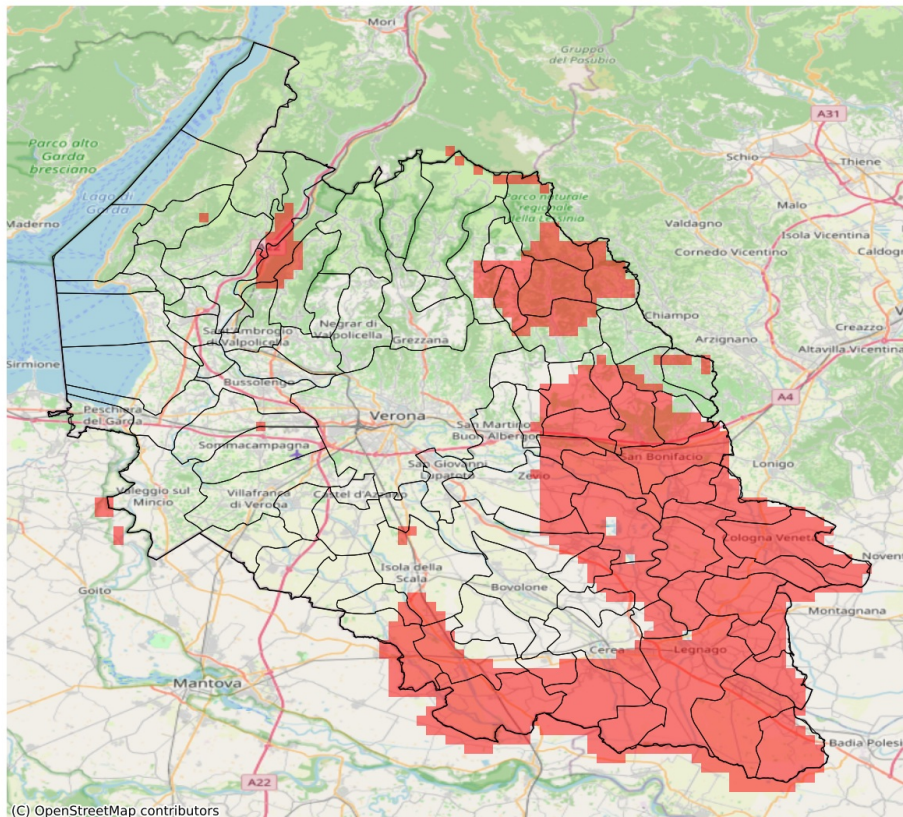 Mori
Gruppo
del Pasubio
A31
Parco alto
Garda
bresciano
Schio
Thiene
Lago di
Garda
Parco naturale
regionale
della Lessinia
Malo
Maderno
Valdagno
Isola Vicentina
Cornedo Vicentino
Caldogn
Chiampo
Sant'Ambrogio
di Valpolicella
Negrar di
Valpolicella
Grezzana
Arzignano
Creazzo
V
Altavilla Vicentina
Sirmione
Bussolengo
A4
Peschiera
del Garda
Verona
San Martino
Buon Albergo
Sommacampagna
San Bonifacio
Lonigo
San Giovanni
Lupatoto
Zevio
Valeggio sul
Mincio
Villafranca
di Verona
Castel d'Azzano
Cologna Veneta
Novent
Isola della
Scala
Bovolone
Goito
Montagnana
Cerea
Legnago
Mantova
Badia Polesi
A22
(C) OpenStreetMap contributors